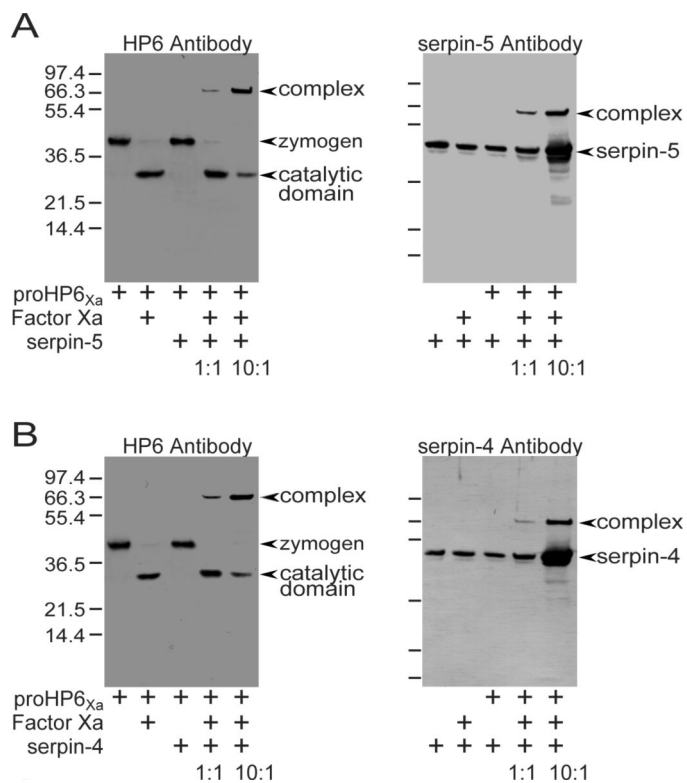 A
HP6 Antibody
serpin-5 Antibody
97.4
66.3
55.4
36.5
21.5
14.4
complex
zymogen
catalytic
domain
complex
serpin-5
proHP6Xa + + + + +
Factor Xa + + +
serpin-5 + + +
1:1 10:1
+ + +
+ + +
+ + + + +
1:1 10:1
B
HP6 Antibody
serpin-4 Antibody
97.4
66.3
55.4
36.5
21.5
14.4
complex
zymogen
catalytic
domain
complex
serpin-4
proHP6Xa + + + + +
Factor Xa + + +
serpin-4 + + +
1:1 10:1
+ + +
+ + +
+ + + + +
1:1 10:1